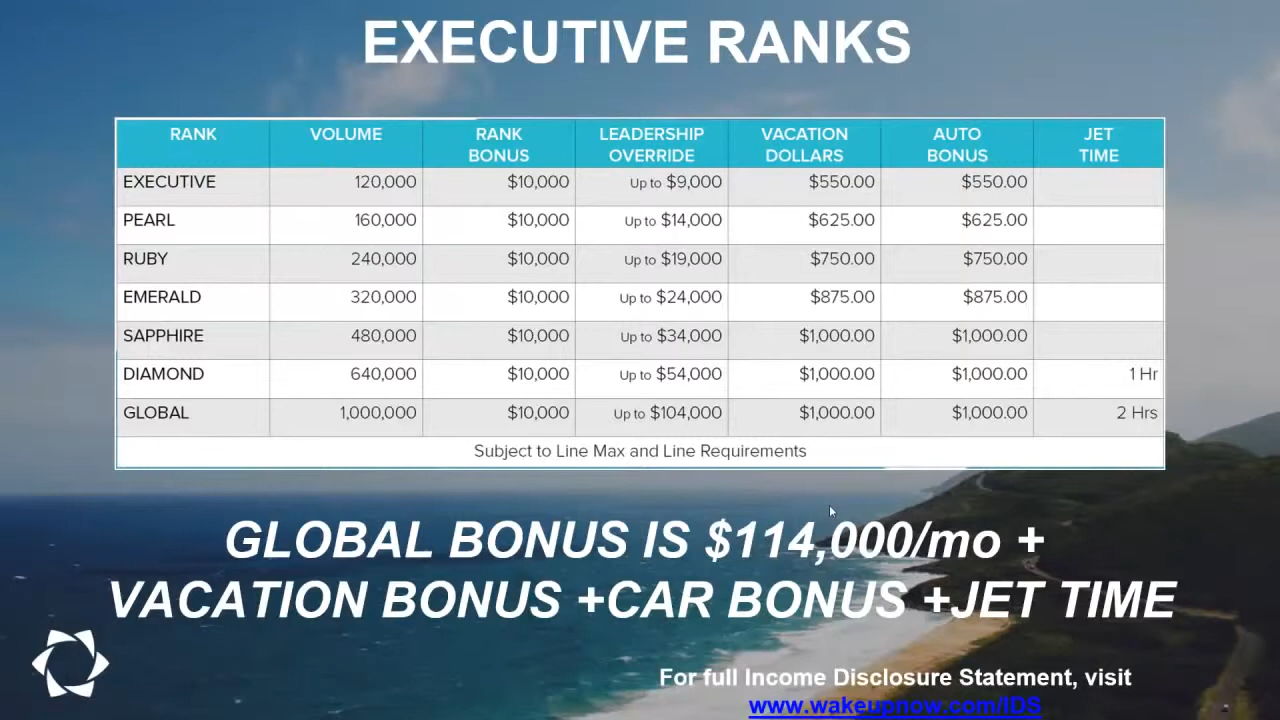 EXECUTIVE RANKS
RANK VOLUME RANK BONUS LEADERSHIP OVERRIDE VACATION DOLLARS AUTO BONUS JET TIME
EXECUTIVE 120,000 $10,000 Up to $9,000 $550.00 $550.00
PEARL 160,000 $10,000 Up to $14,000 $625.00 $625.00
RUBY 240,000 $10,000 Up to $19,000 $750.00 $750.00
EMERALD 320,000 $10,000 Up to $24,000 $875.00 $875.00
SAPPHIRE 480,000 $10,000 Up to $34,000 $1,000.00 $1,000.00
DIAMOND 640,000 $10,000 Up to $54,000 $1,000.00 $1,000.00 1 Hr
GLOBAL 1,000,000 $10,000 Up to $104,000 $1,000.00 $1,000.00 2 Hrs
Subject to Line Max and Line Requirements
GLOBAL BONUS IS $114,000/mo +
VACATION BONUS +CAR BONUS +JET TIME
For full Income Disclosure Statement, visit
www.wakeupnow.com/IDS